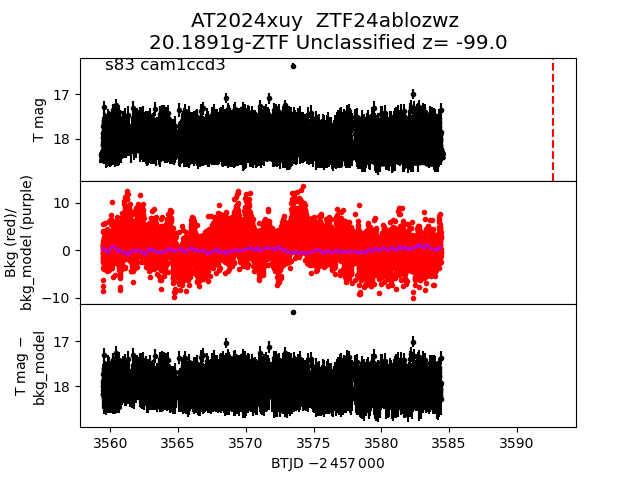 AT2024xuy  ZTF24ablozwz
20.1891g-ZTF Unclassified z= -99.0
s83 cam1ccd3
17
18
T mag
10
0
−10
Bkg (red)/
bkg_model (purple)
17
18
T mag −
bkg_model
3560 3565 3570 3575 3580 3585 3590
BTJD −2 457 000